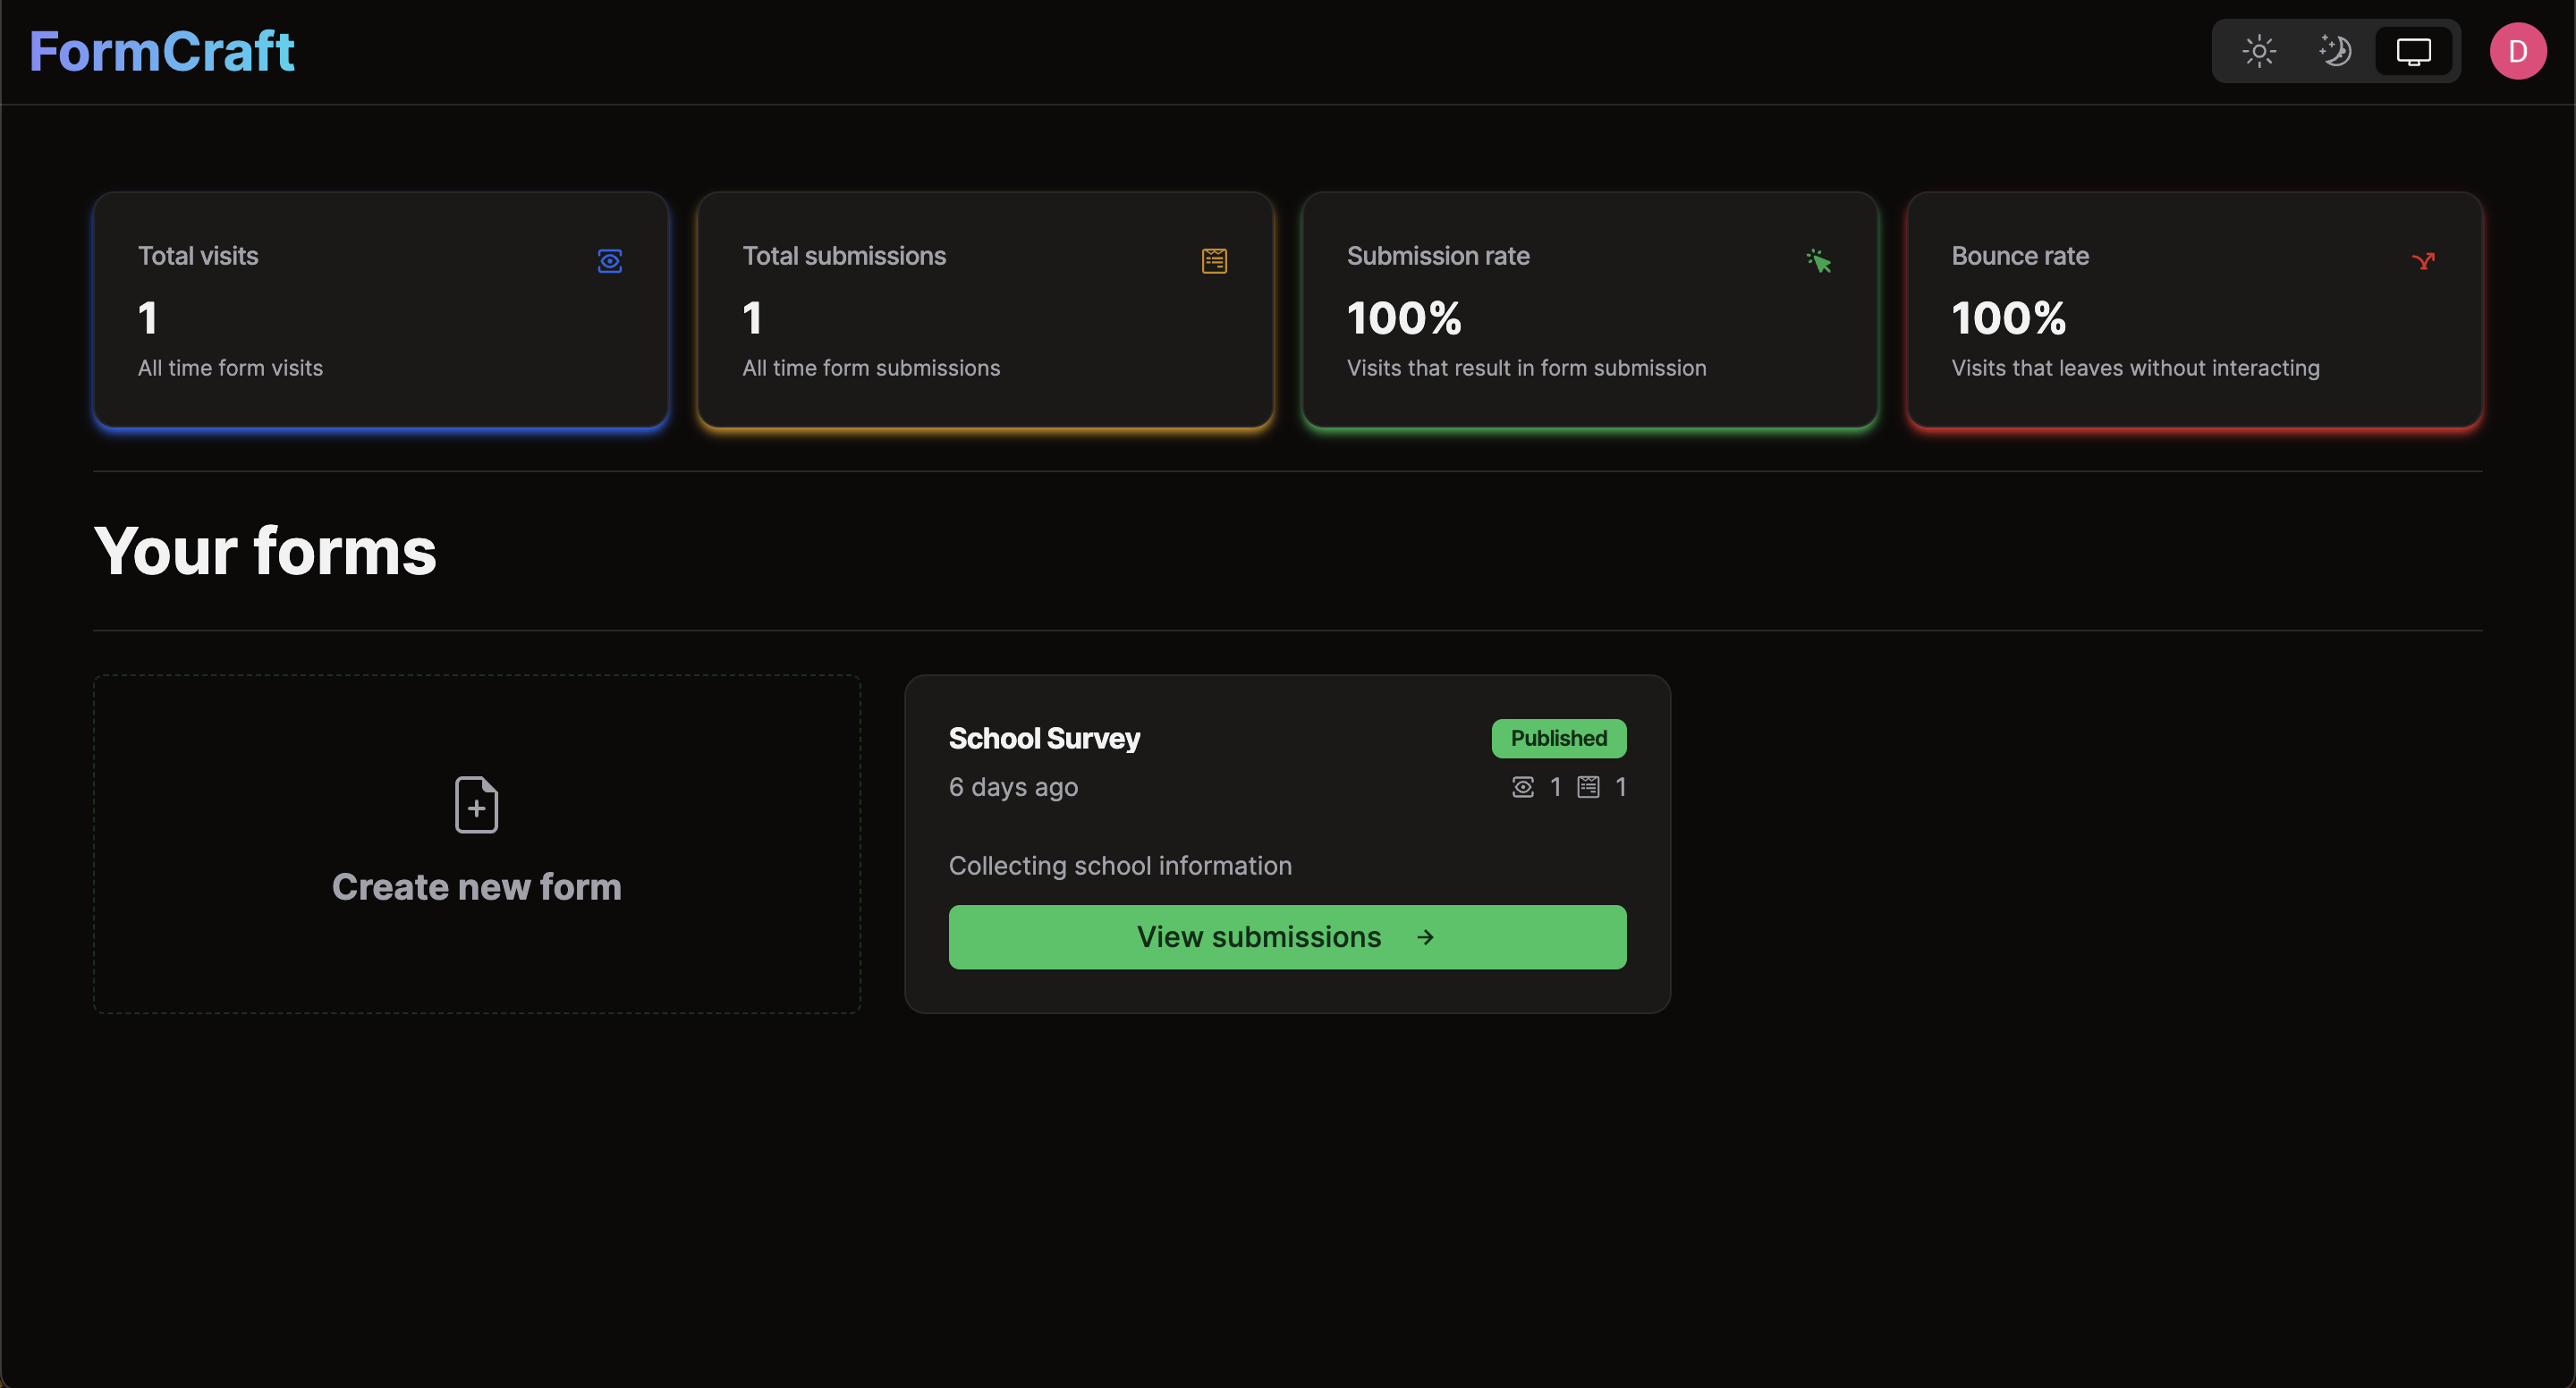 FormCraft
D
Total visits
1
All time form visits
Total submissions
1
All time form submissions
Submission rate
100%
Visits that result in form submission
Bounce rate
100%
Visits that leaves without interacting
Your forms
Create new form
School Survey
Published
6 days ago
1 1
Collecting school information
View submissions →